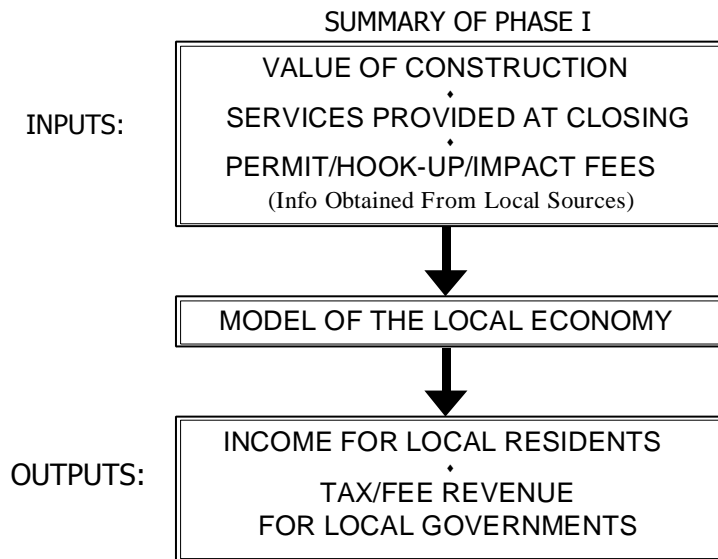 SUMMARY OF PHASE I
INPUTS:
VALUE OF CONSTRUCTION
SERVICES PROVIDED AT CLOSING
PERMIT/HOOK-UP/IMPACT FEES
(Info Obtained From Local Sources)
MODEL OF THE LOCAL ECONOMY
OUTPUTS:
INCOME FOR LOCAL RESIDENTS
TAX/FEE REVENUE
FOR LOCAL GOVERNMENTS